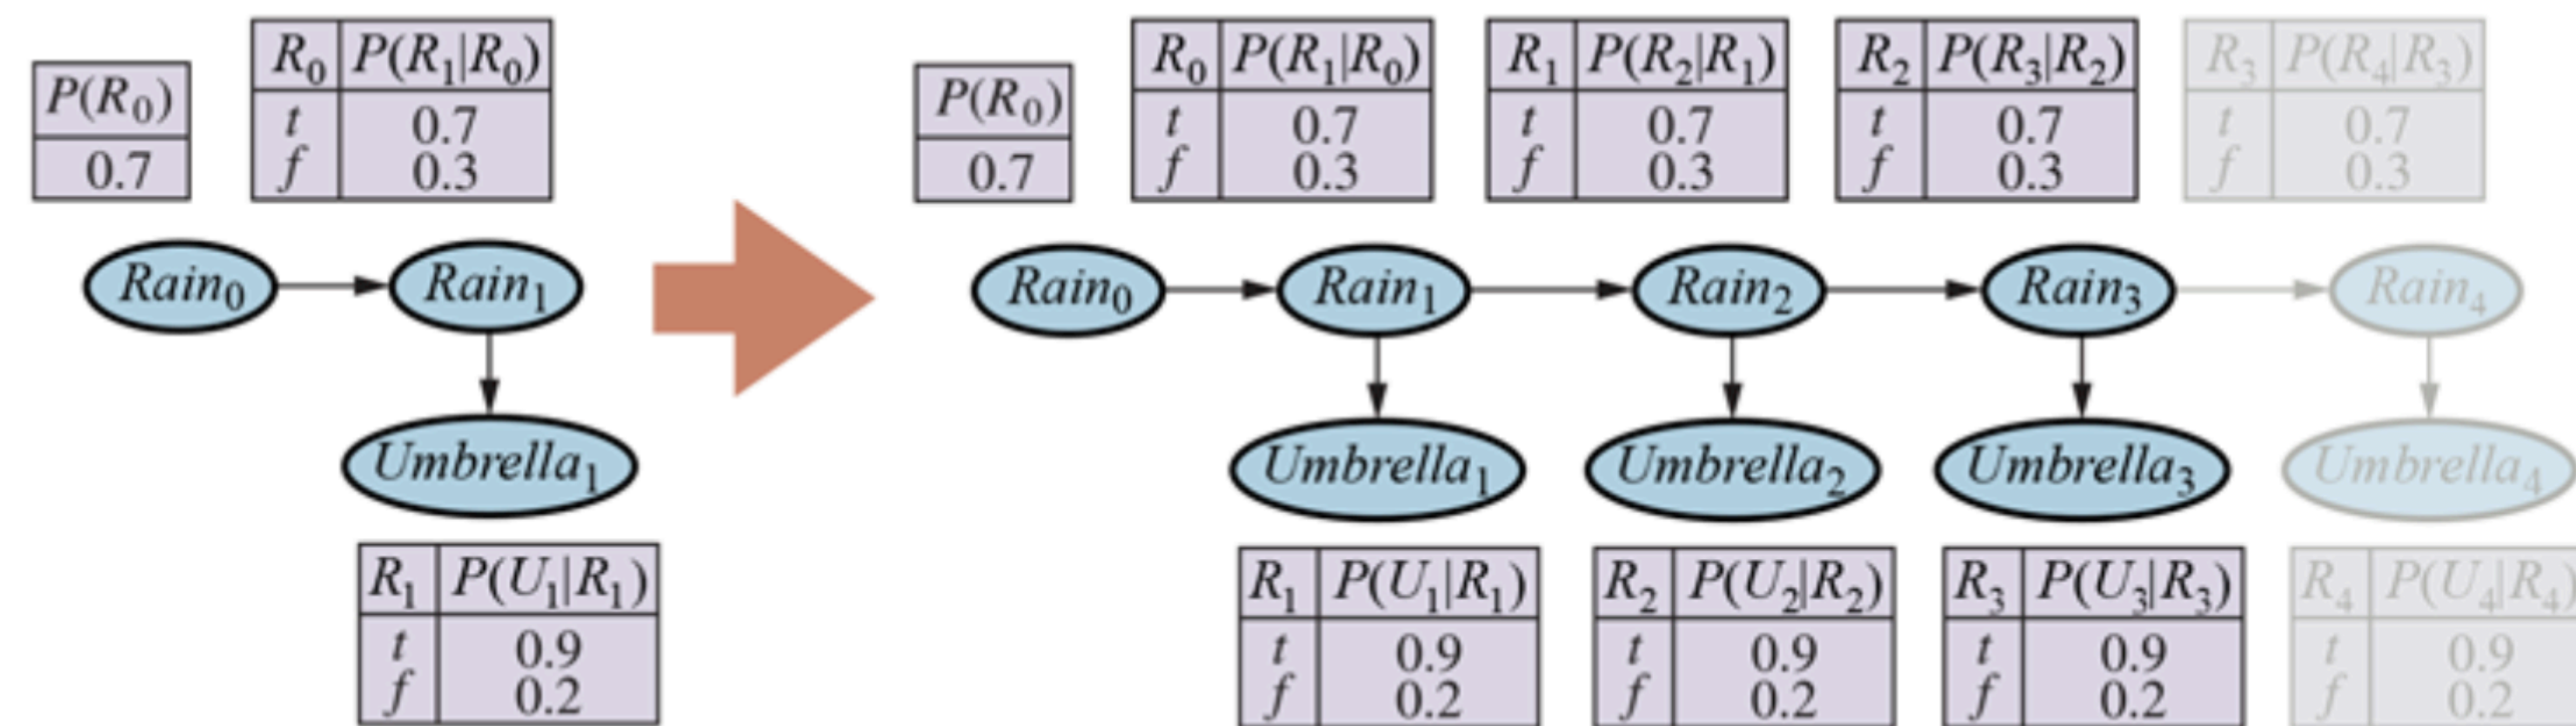 P(R₀)
0.7
R₀ P(R₁|R₀)
t 0.7
f 0.3
Rain₀ Rain₁
Umbrella₁
R₁ P(U₁|R₁)
t 0.9
f 0.2
P(R₀)
0.7
R₀ P(R₁|R₀)
t 0.7
f 0.3
R₁ P(R₂|R₁)
t 0.7
f 0.3
R₂ P(R₃|R₂)
t 0.7
f 0.3
R₃ P(R₄|R₃)
t 0.7
f 0.3
Rain₀ Rain₁ Rain₂ Rain₃ Rain₄
Umbrella₁ Umbrella₂ Umbrella₃ Umbrella₄
R₁ P(U₁|R₁)
t 0.9
f 0.2
R₂ P(U₂|R₂)
t 0.9
f 0.2
R₃ P(U₃|R₃)
t 0.9
f 0.2
R₄ P(U₄|R₄)
t 0.9
f 0.2